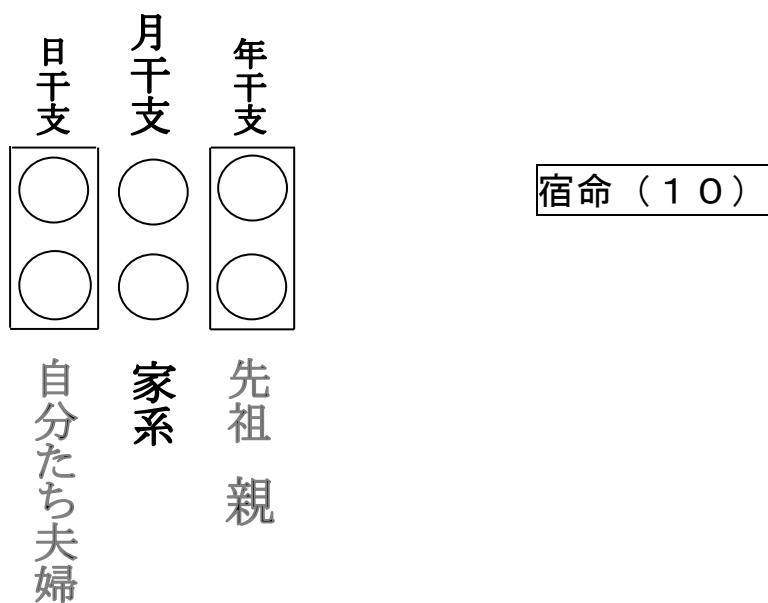 年干支
月干支
日干支
宿命（１０）
先祖　親
家系
自分たち夫婦